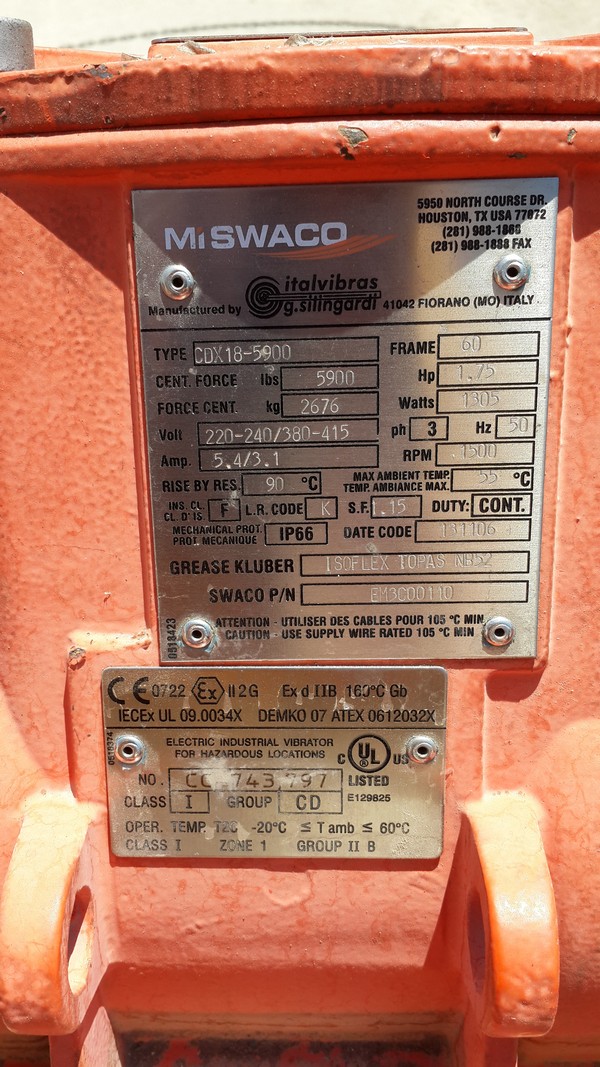 5950 NORTH COURSE DR.
HOUSTON, TX USA 77072
(281) 988-1868
(281) 988-1888 FAX
Mi SWACO
Manufactured by italvibras g.silingardi 41042 FIORANO (MO) ITALY
TYPE CDX18-5900 FRAME 60
CENT. FORCE lbs 5900 Hp 1.75
FORCE CENT. kg 2676 Watts 1305
Volt 220-240/380-415 ph 3 Hz 50
Amp. 5.4/3.1 RPM 1500
RISE BY RES. 90 °C MAX AMBIENT TEMP. TEMP. AMBIANCE MAX. 55 °C
INS. CL. CL. D'IS. F L.R. CODE K S.F. 1.15 DUTY: CONT.
MECHANICAL PROT. PROT. MECANIQUE IP66 DATE CODE 131106
GREASE KLUBER ISOFLEX TOPAS NB52
SWACO P/N EM3C00110
ATTENTION - UTILISER DES CABLES POUR 105 °C MIN.
CAUTION - USE SUPPLY WIRE RATED 105 °C MIN.
0518423
CE 0722 Ex II 2 G Ex d IIB 160°C Gb
IECEx UL 09.0034X DEMKO 07 ATEX 0612032X
ELECTRIC INDUSTRIAL VIBRATOR
FOR HAZARDOUS LOCATIONS
C UL US
NO. CC 743,797 LISTED
CLASS I GROUP CD E129825
OPER. TEMP. T2C -20°C ≤ T amb ≤ 60°C
CLASS I ZONE 1 GROUP II B